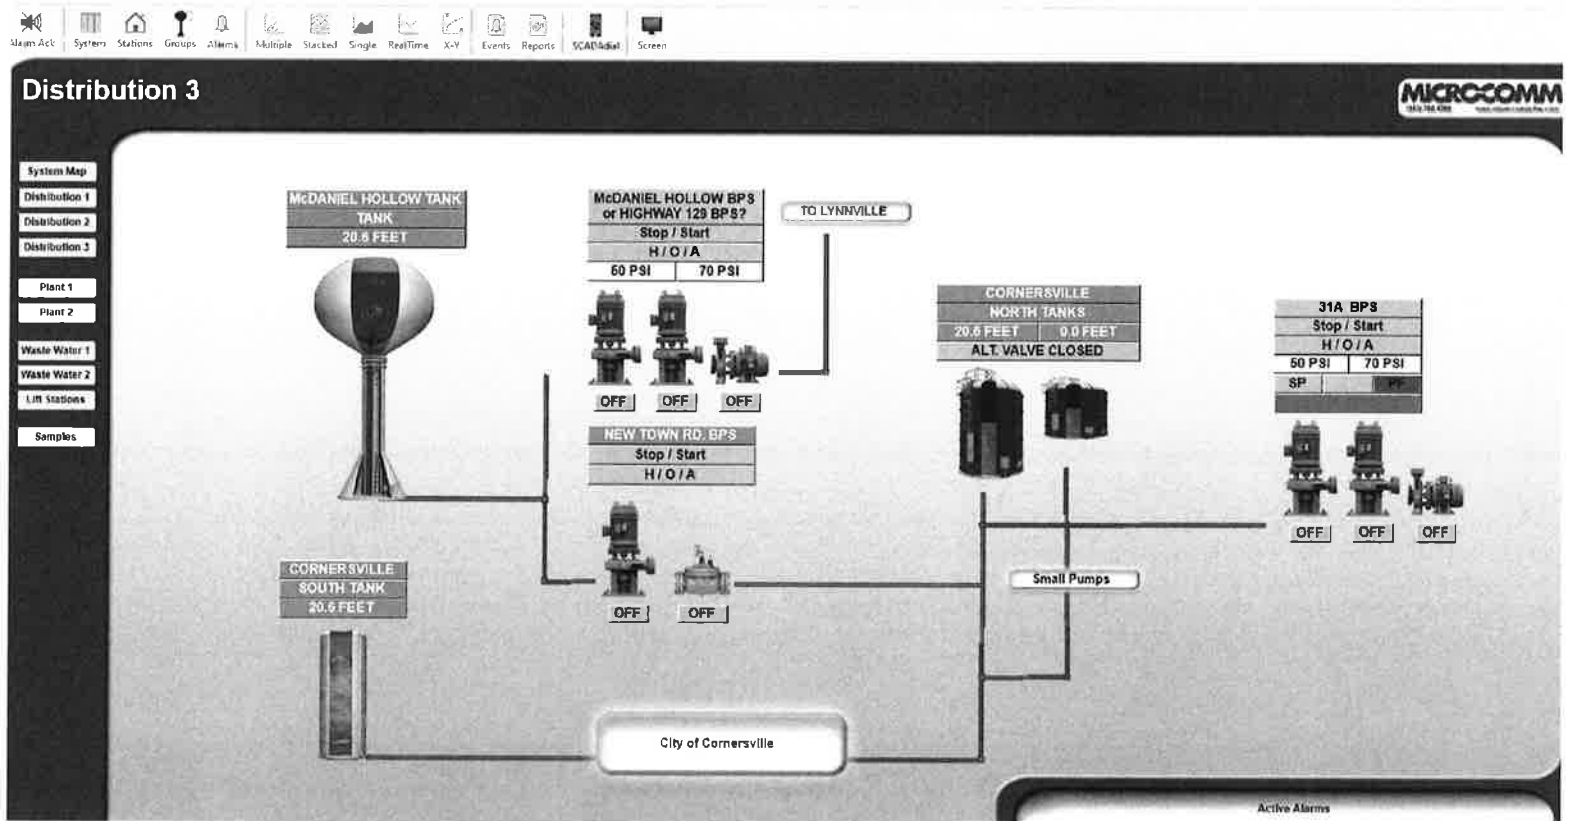 Alarm Ack
System
Stations
Groups
Alarms
Multiple
Stacked
Single
RealTime
X-Y
Events
Reports
SCADAdial
Screen
Distribution 3
MICRO-COMM
System Map
Distribution 1
Distribution 2
Distribution 3
Plant 1
Plant 2
Waste Water 1
Waste Water 2
Lift Stations
Samples
McDANIEL HOLLOW TANK
TANK
20.6 FEET
McDANIEL HOLLOW BPS
or HIGHWAY 129 BPS?
Stop / Start
H / O / A
60 PSI
70 PSI
OFF
OFF
OFF
TO LYNNVILLE
NEW TOWN RD. BPS
Stop / Start
H / O / A
OFF
OFF
CORNERSVILLE
NORTH TANKS
20.6 FEET
0.0 FEET
ALT. VALVE CLOSED
31A BPS
Stop / Start
H / O / A
50 PSI
70 PSI
SP
PF
OFF
OFF
OFF
Small Pumps
CORNERSVILLE
SOUTH TANK
20.6 FEET
City of Cornersville
Active Alarms